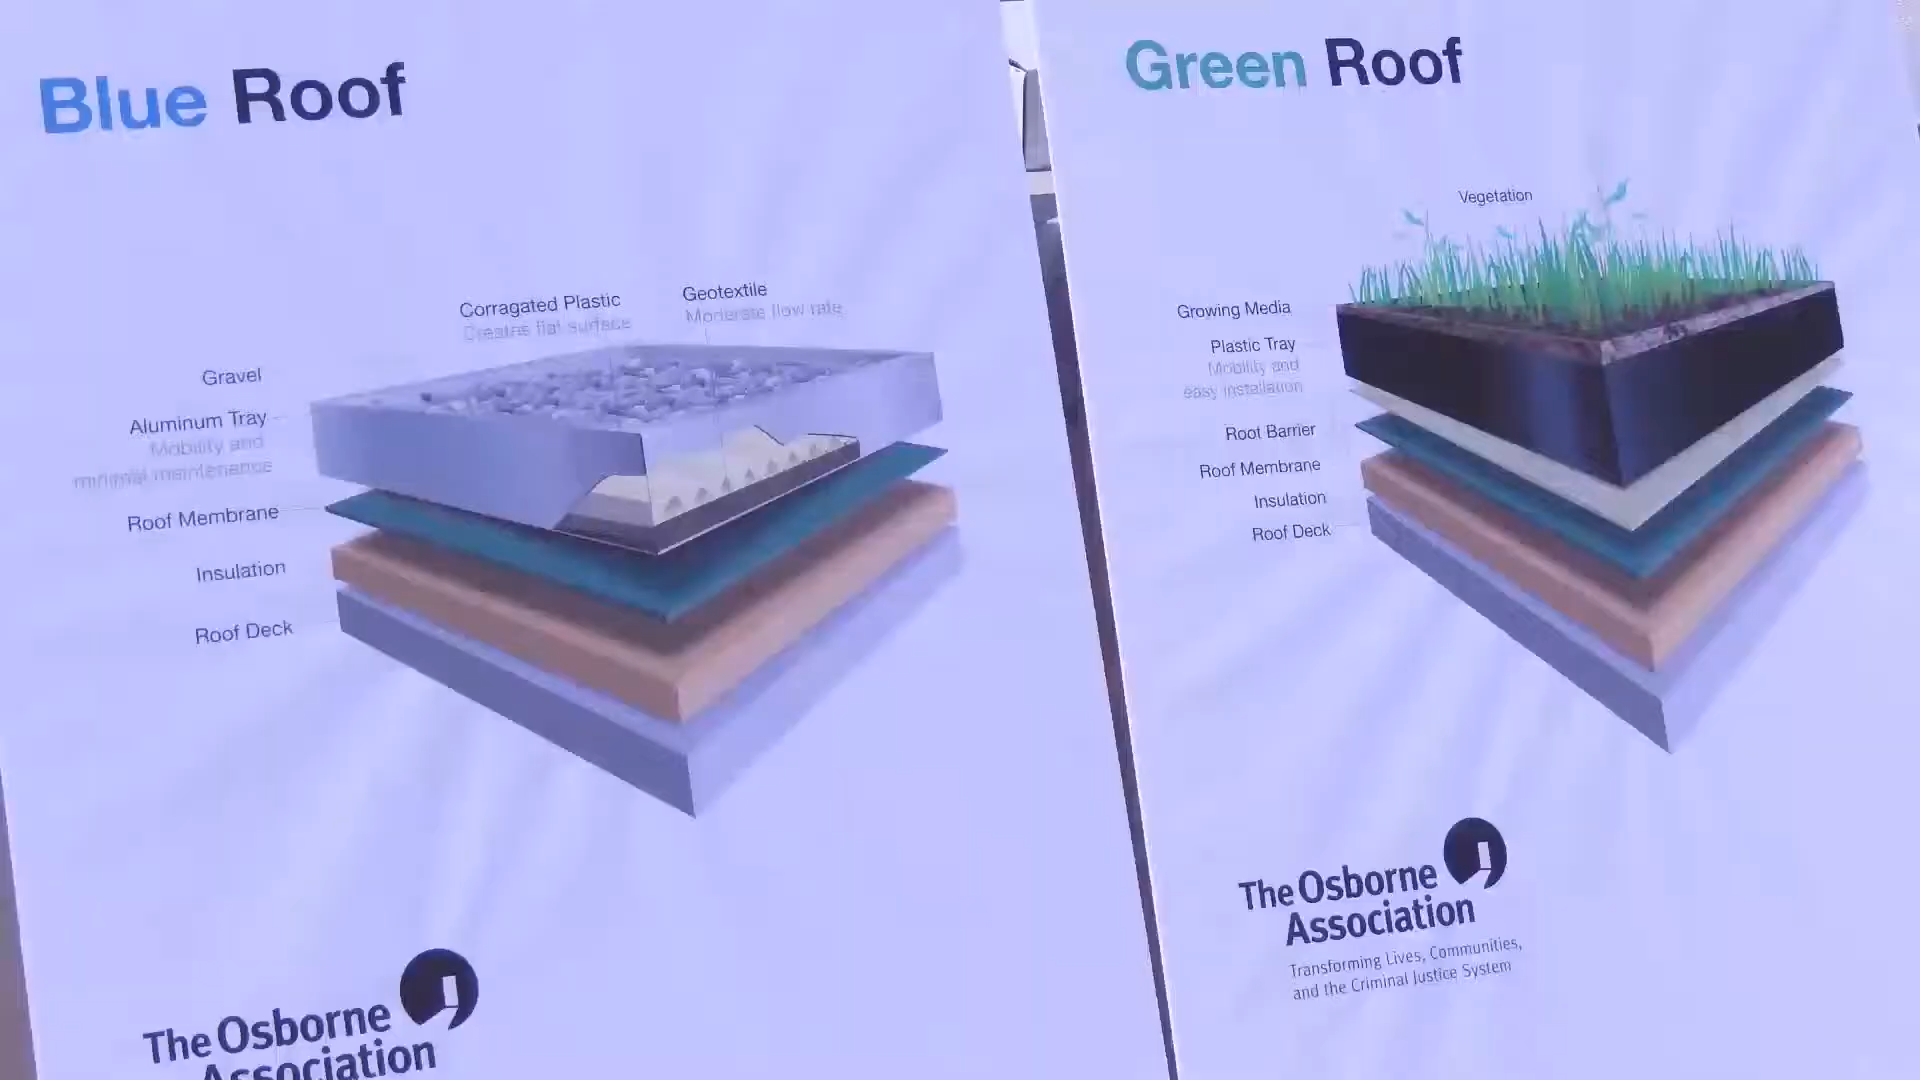 Blue Roof
Corragated Plastic
Creates flat surface
Geotextile
Moderate flow rate
Gravel
Aluminum Tray
Mobility and
minimal maintenance
Roof Membrane
Insulation
Roof Deck
The Osborne
Association
Green Roof
Vegetation
Growing Media
Plastic Tray
Mobility and
easy installation
Root Barrier
Roof Membrane
Insulation
Roof Deck
The Osborne
Association
Transforming Lives, Communities,
and the Criminal Justice System